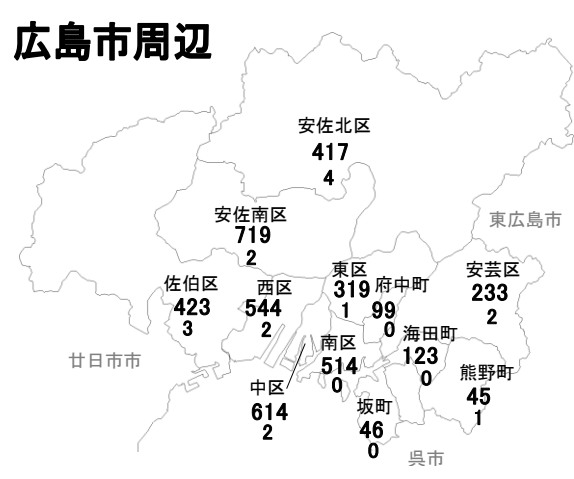 広島市周辺
安佐北区
417
4
安佐南区
719
2
東広島市
佐伯区
423
3
西区
544
2
東区
319
1
府中町
99
0
安芸区
233
2
海田町
123
0
南区
514
0
廿日市市
中区
614
2
坂町
46
0
熊野町
45
1
呉市